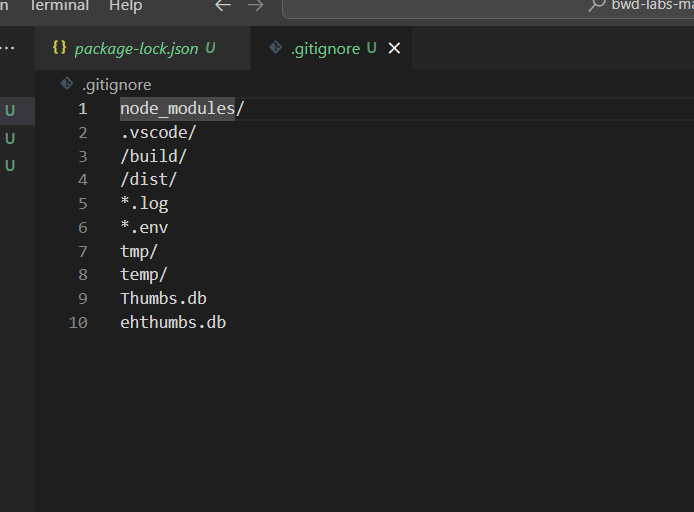 Terminal Help
bwd-labs-ma
package-lock.json U
.gitignore U
.gitignore
U
U
U
1 node_modules/
2 .vscode/
3 /build/
4 /dist/
5 *.log
6 *.env
7 tmp/
8 temp/
9 Thumbs.db
10 ehthumbs.db